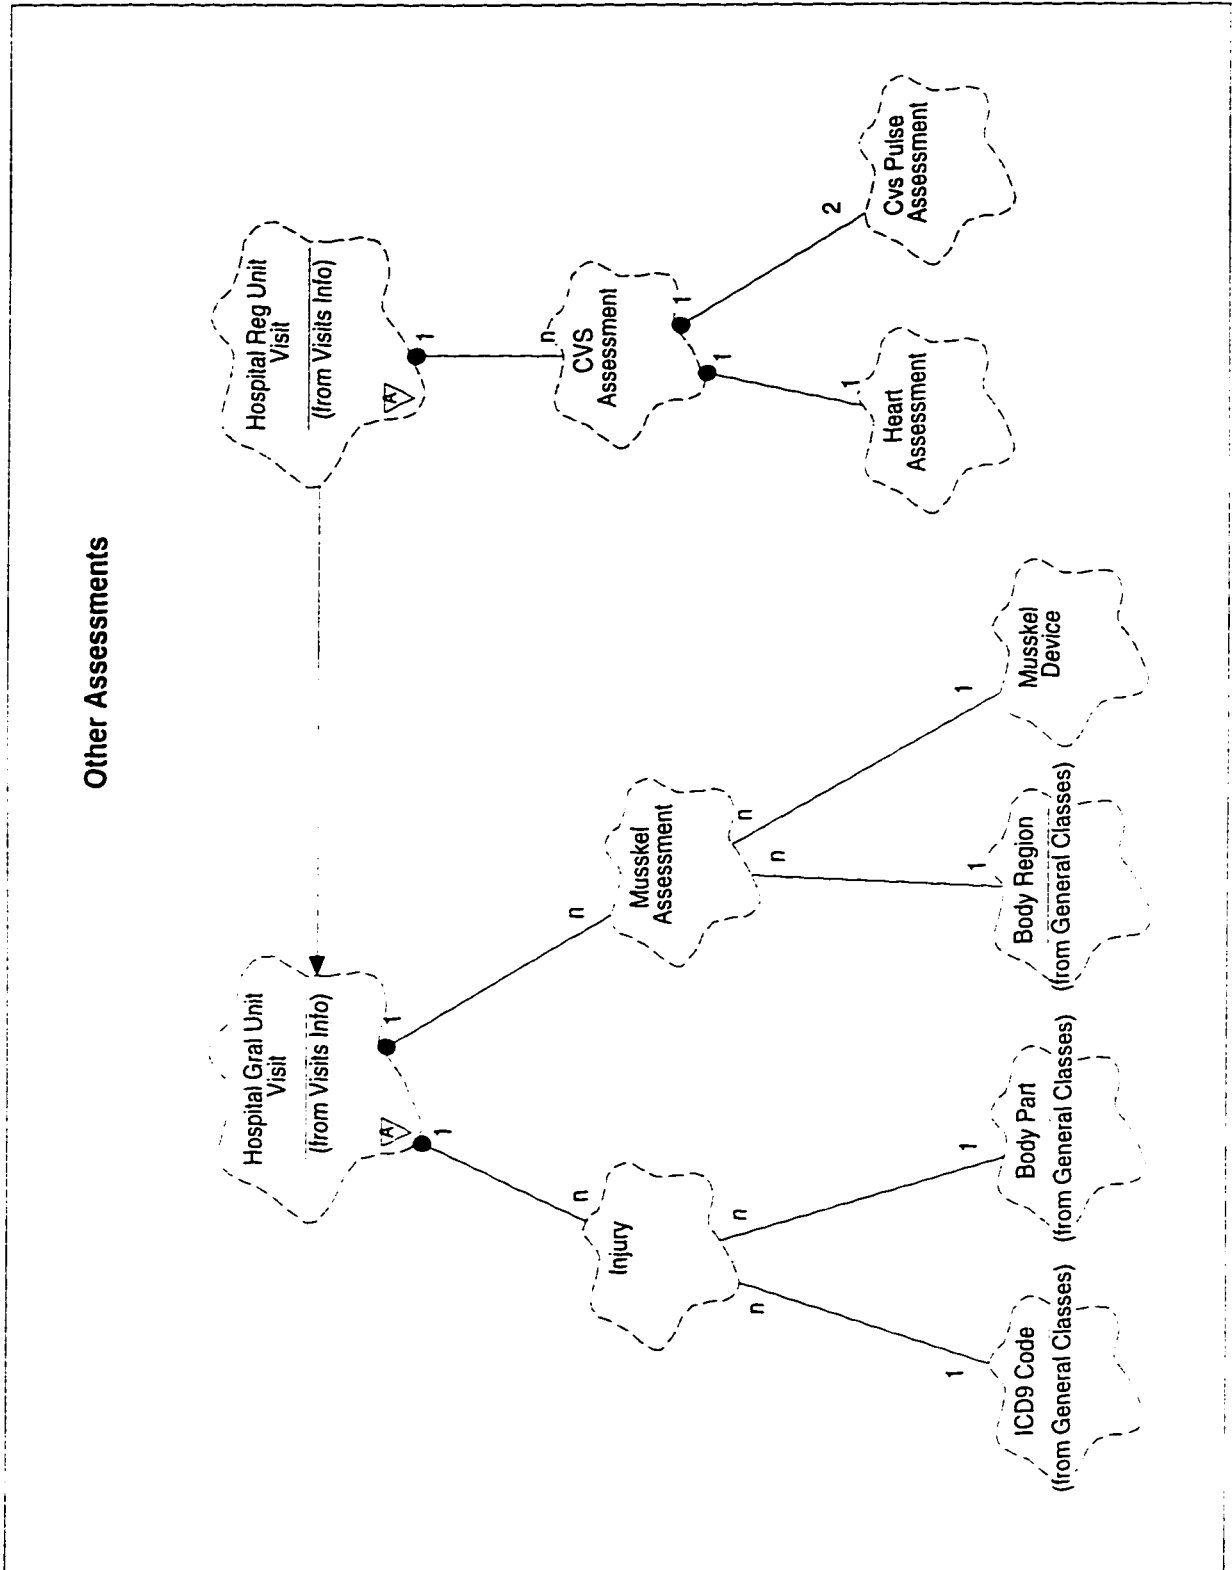 Other Assessments
Hospital Gral Unit
Visit
(from Visits Info)
A
1
1
Hospital Reg Unit
Visit
(from Visits Info)
A
1
n
Injury
n
n
n
Musskel
Assessment
n
n
n
CVS
Assessment
1
1
1
ICD9 Code
(from General Classes)
1
Body Part
(from General Classes)
1
Body Region
(from General Classes)
1
Musskel
Device
1
Heart
Assessment
2
Cvs Pulse
Assessment